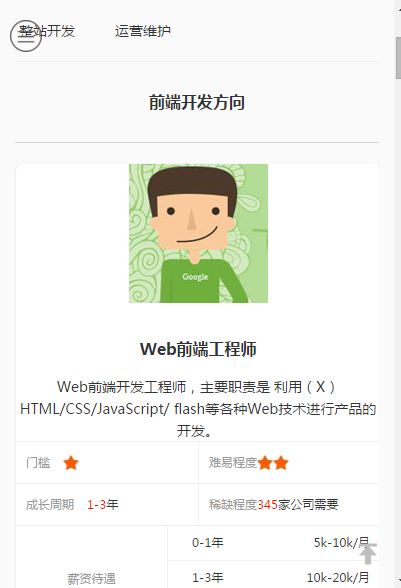 整站开发 运营维护
前端开发方向
Google
Web前端工程师
Web前端开发工程师，主要职责是 利用（X）
HTML/CSS/JavaScript/ flash等各种Web技术进行产品的
开发。
门槛 难易程度
成长周期 1-3年 稀缺程度345家公司需要
0-1年 5k-10k/月
薪资待遇 1-3年 10k-20k/月